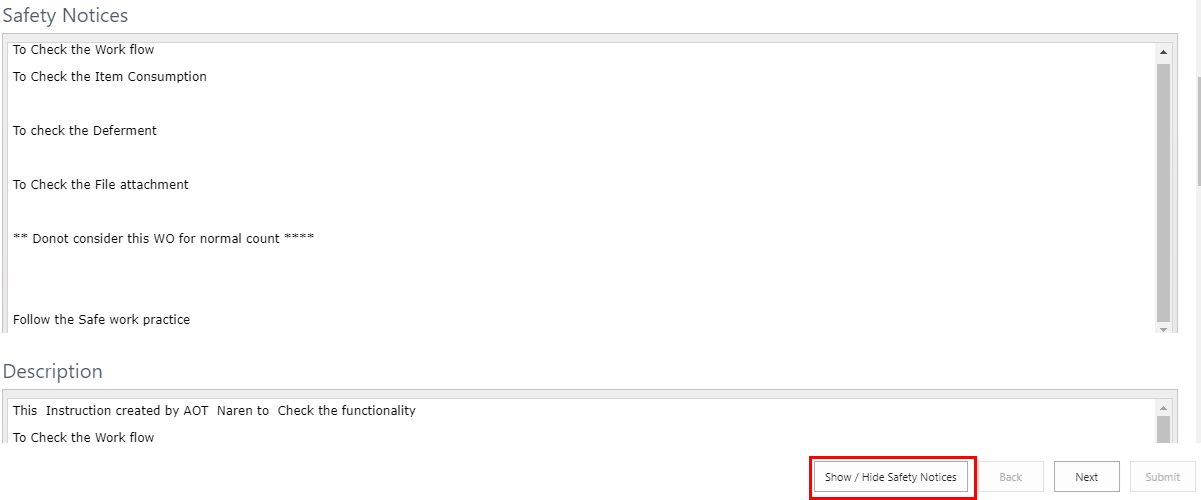 Safety Notices
To Check the Work flow
To Check the Item Consumption
To check the Deferment
To Check the File attachment
** Donot consider this WO for normal count ****
Follow the Safe work practice
Description
This  Instruction created by AOT  Naren to  Check the functionality
To Check the Work flow
Show / Hide Safety Notices
Back
Next
Submit